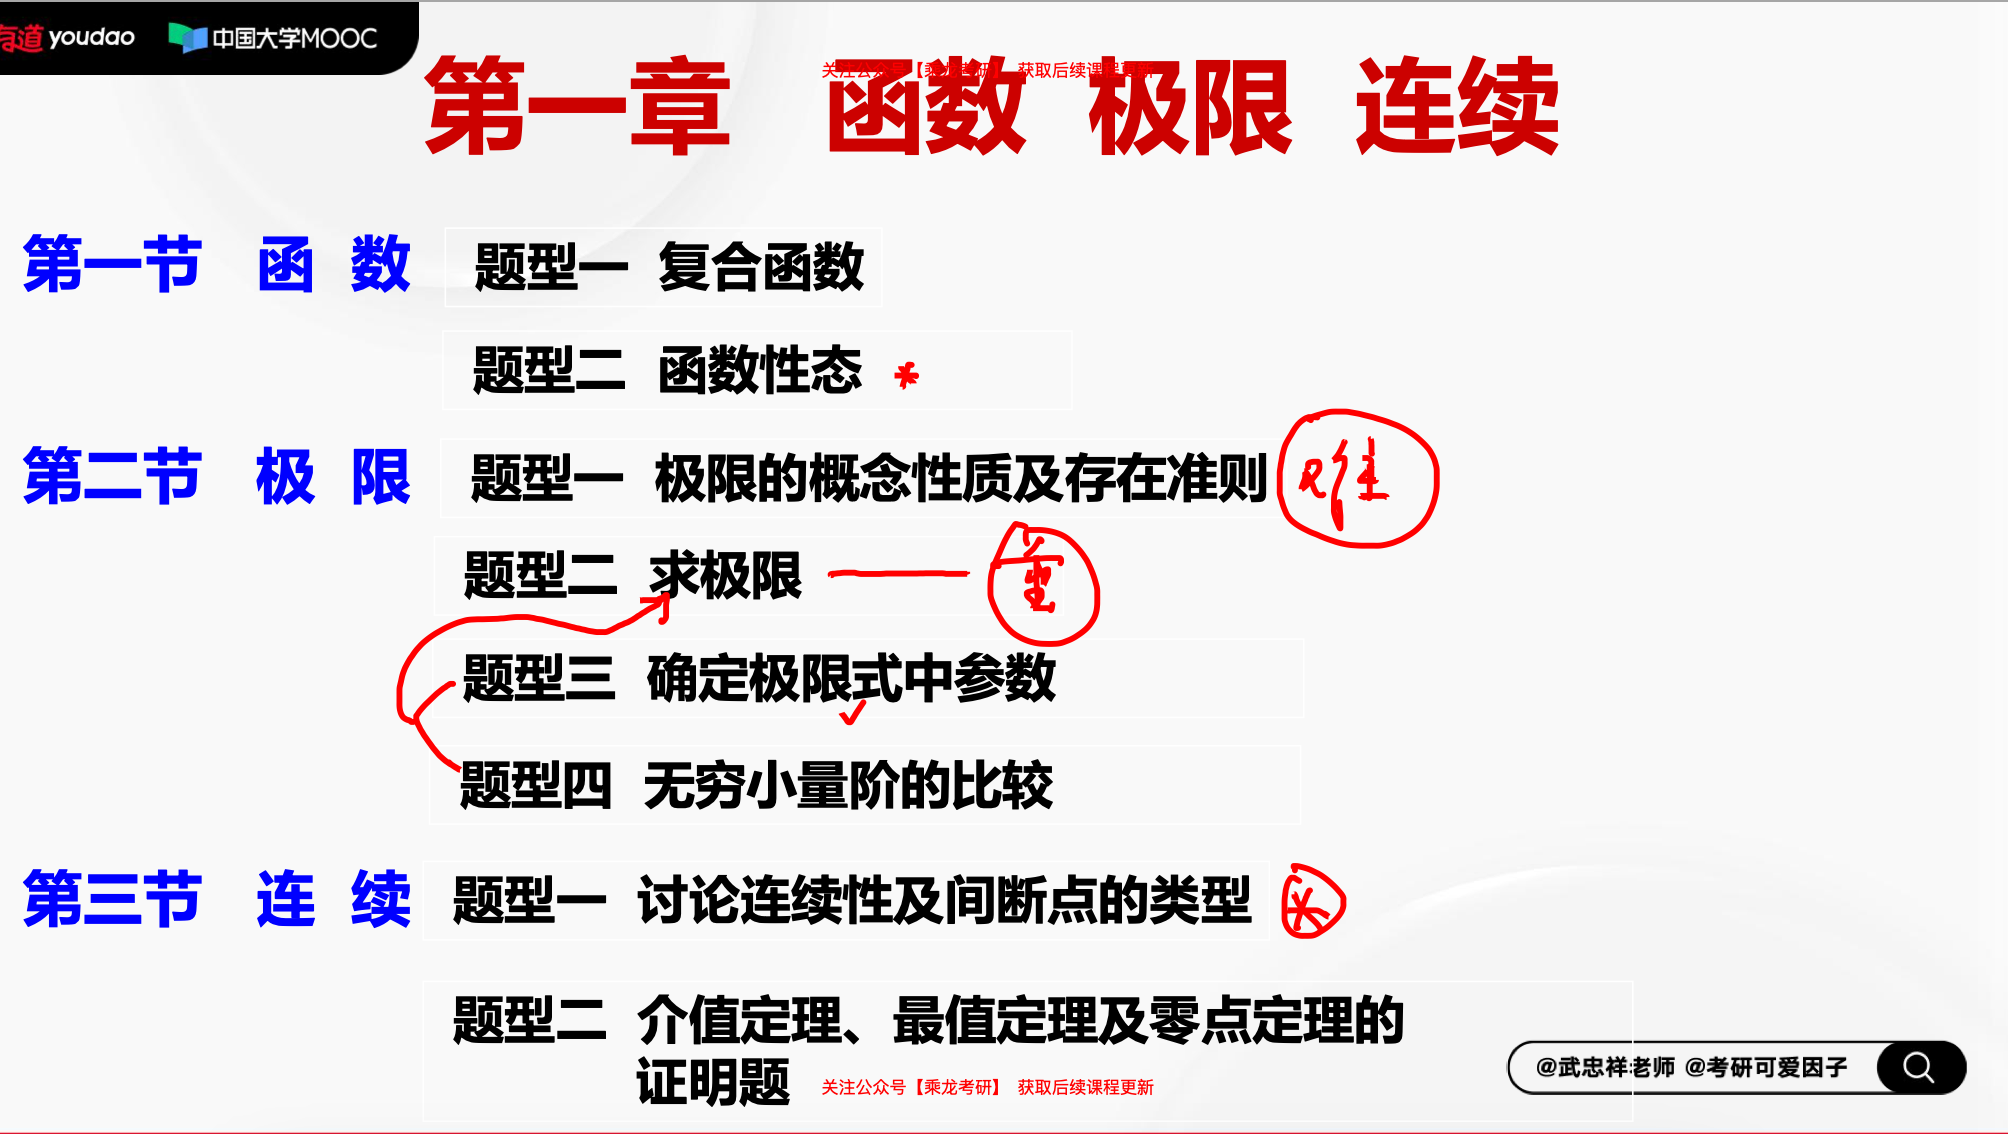 有道 youdao 中国大学MOOC
关注公众号【乘龙考研】 获取后续课程更新
第一章 函数 极限 连续
第一节 函 数 题型一 复合函数
题型二 函数性态 *
第二节 极 限 题型一 极限的概念性质及存在准则
题型二 求极限 —— 重
题型三 确定极限式中参数
题型四 无穷小量阶的比较
第三节 连 续 题型一 讨论连续性及间断点的类型 *
题型二 介值定理、最值定理及零点定理的
证明题
关注公众号【乘龙考研】 获取后续课程更新
@武忠祥老师 @考研可爱因子